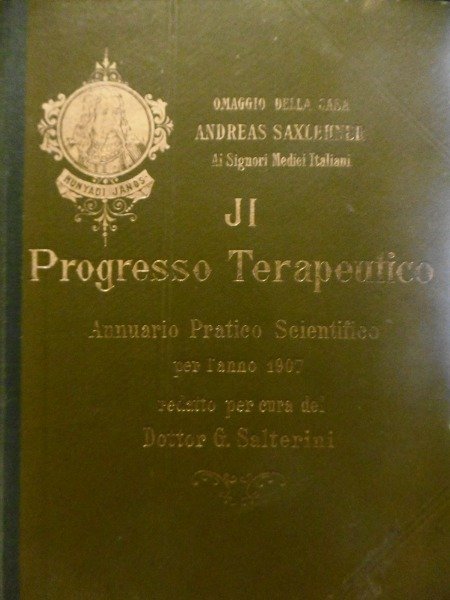 OMAGGIO DELLA CASA
ANDREAS SAXLEHNER
Ai Signori Medici Italiani
HUNYADI JÁNOS
Il
Progresso Terapeutico
Annuario Pratico Scientifico
per l'anno 1907
redatto per cura del
Dottor G. Salterini